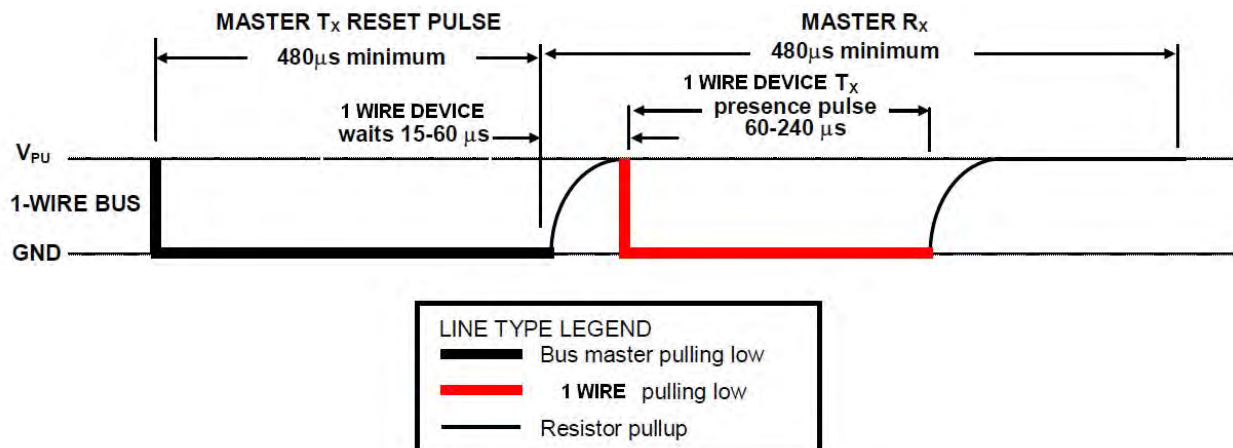 MASTER TX RESET PULSE
480μs minimum
MASTER RX
480μs minimum
1 WIRE DEVICE
waits 15-60 μs
1 WIRE DEVICE TX
presence pulse
60-240 μs
VPU
1-WIRE BUS
GND
LINE TYPE LEGEND
Bus master pulling low
1 WIRE pulling low
Resistor pullup